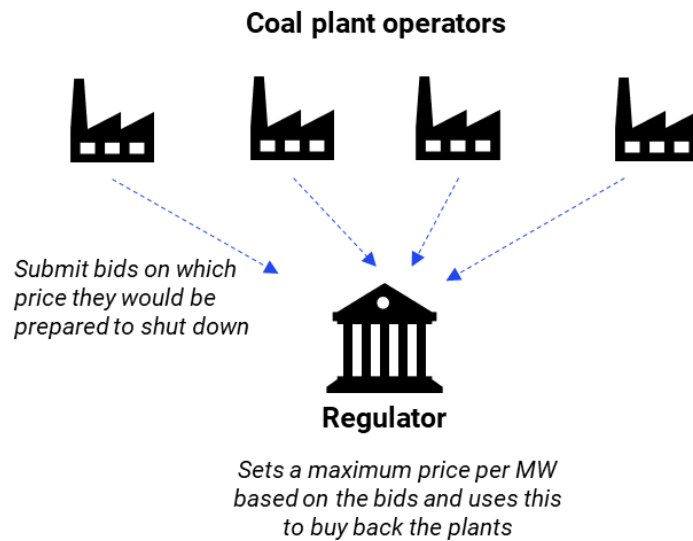 Coal plant operators
Submit bids on which
price they would be
prepared to shut down
Regulator
Sets a maximum price per MW
based on the bids and uses this
to buy back the plants